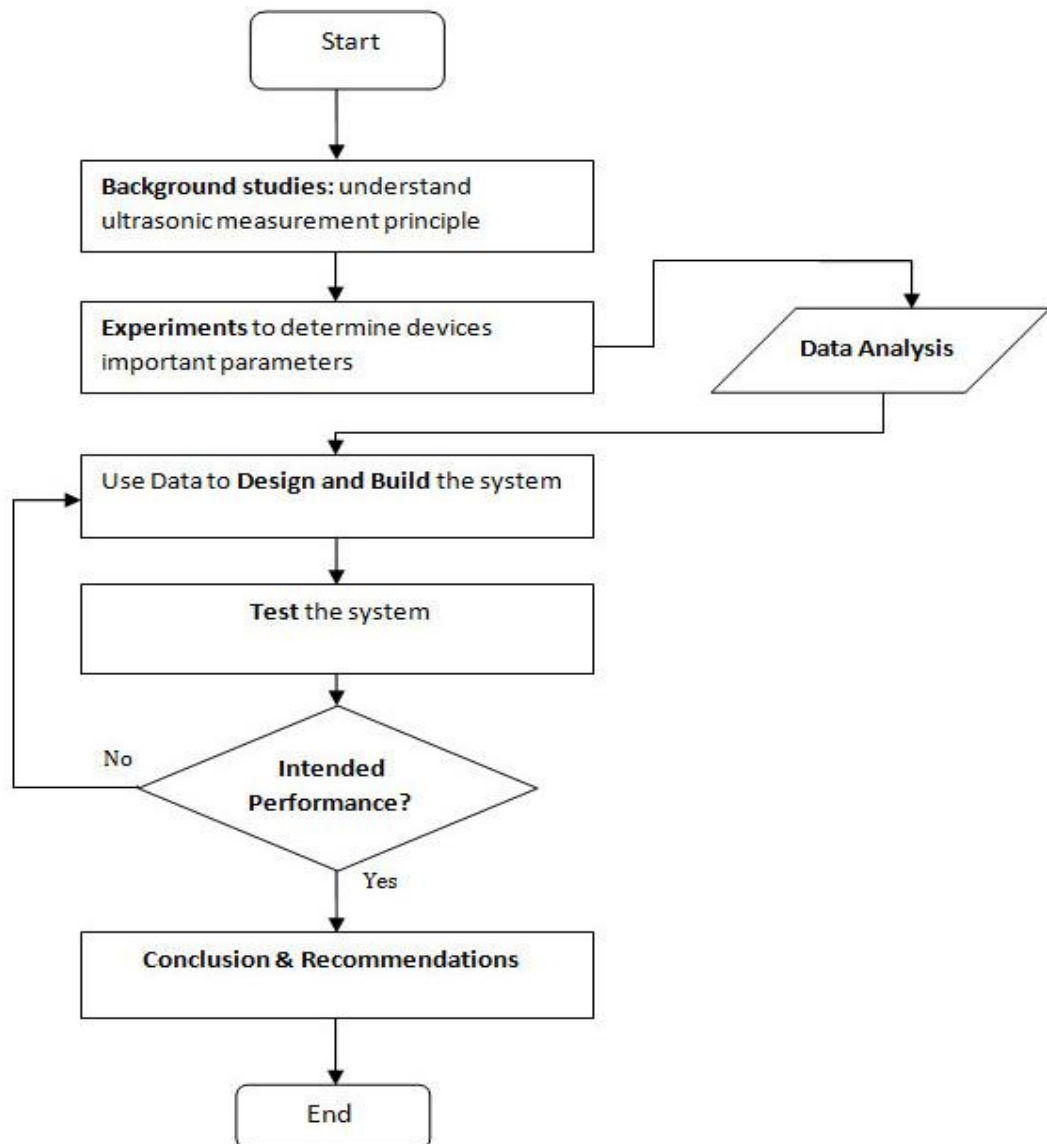 Start
Background studies: understand
ultrasonic measurement principle
Experiments to determine devices
important parameters
Data Analysis
Use Data to Design and Build the system
Test the system
Intended
Performance?
No
Yes
Conclusion & Recommendations
End